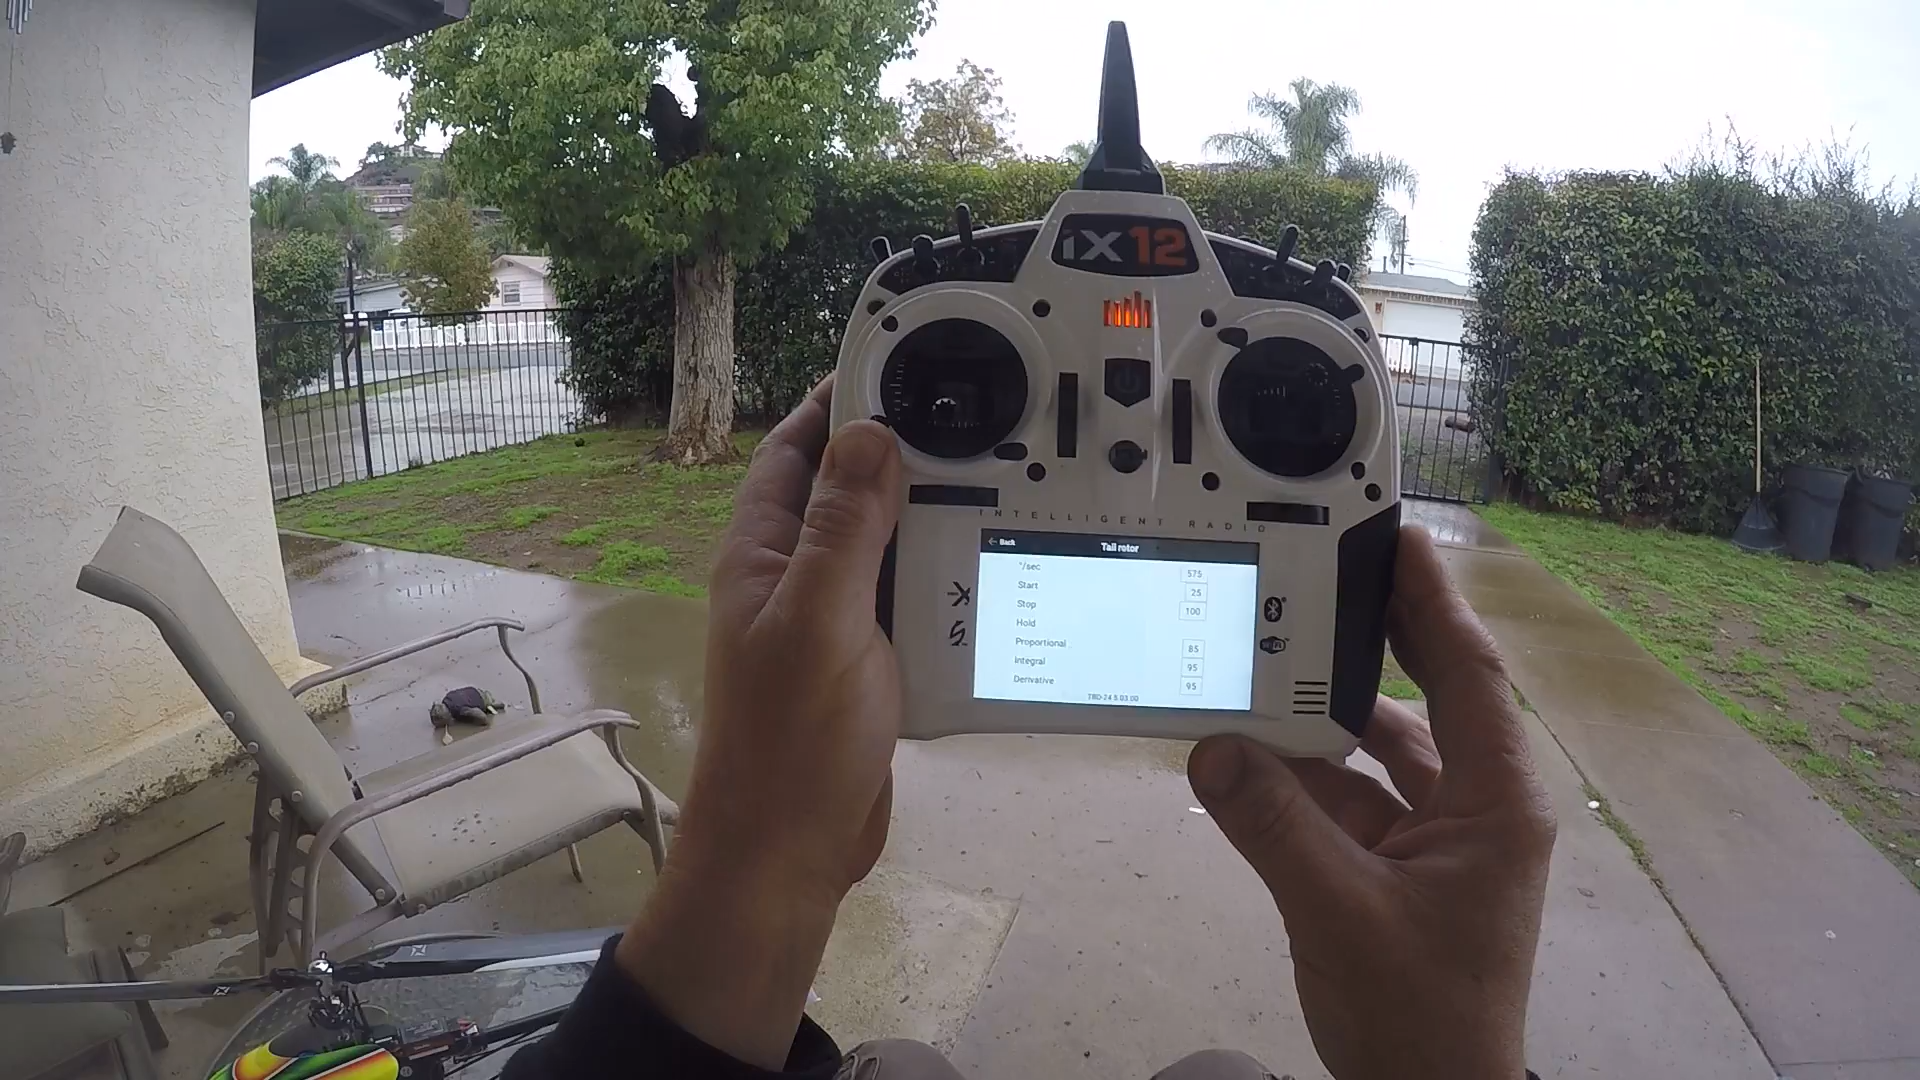 iX12
INTELLIGENT RADIO
← Back Tail rotor
°/sec 575
Start 25
Stop 100
Hold
Proportional 85
Integral 95
Derivative 95